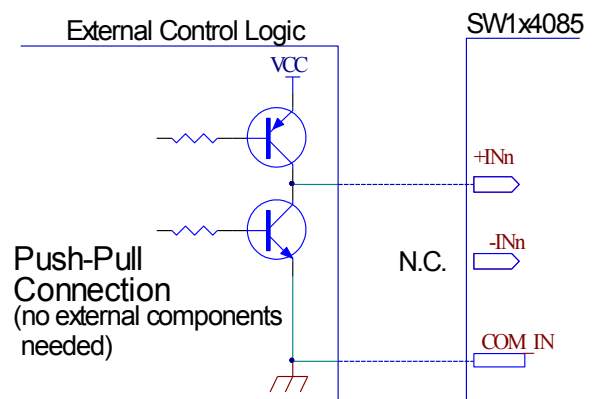 External Control Logic
SW1x4085
VCC
+INn
-INn
N.C.
Push-Pull
Connection
(no external components
needed)
COM_IN